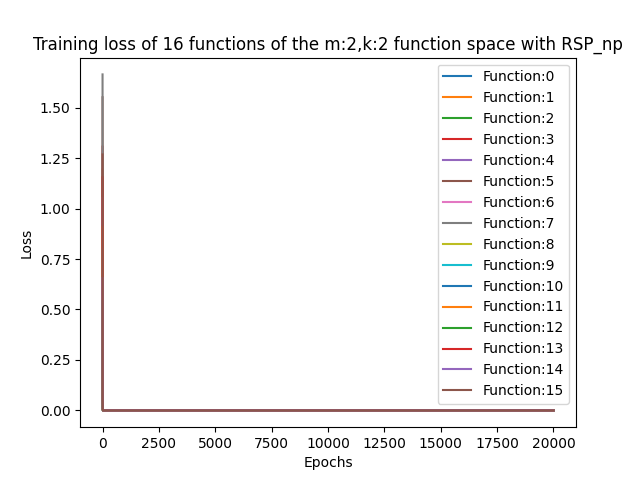 Training loss of 16 functions of the m:2,k:2 function space with RSP_np
Loss
1.50
1.25
1.00
0.75
0.50
0.25
0.00
Function:0
Function:1
Function:2
Function:3
Function:4
Function:5
Function:6
Function:7
Function:8
Function:9
Function:10
Function:11
Function:12
Function:13
Function:14
Function:15
0 2500 5000 7500 10000 12500 15000 17500 20000
Epochs